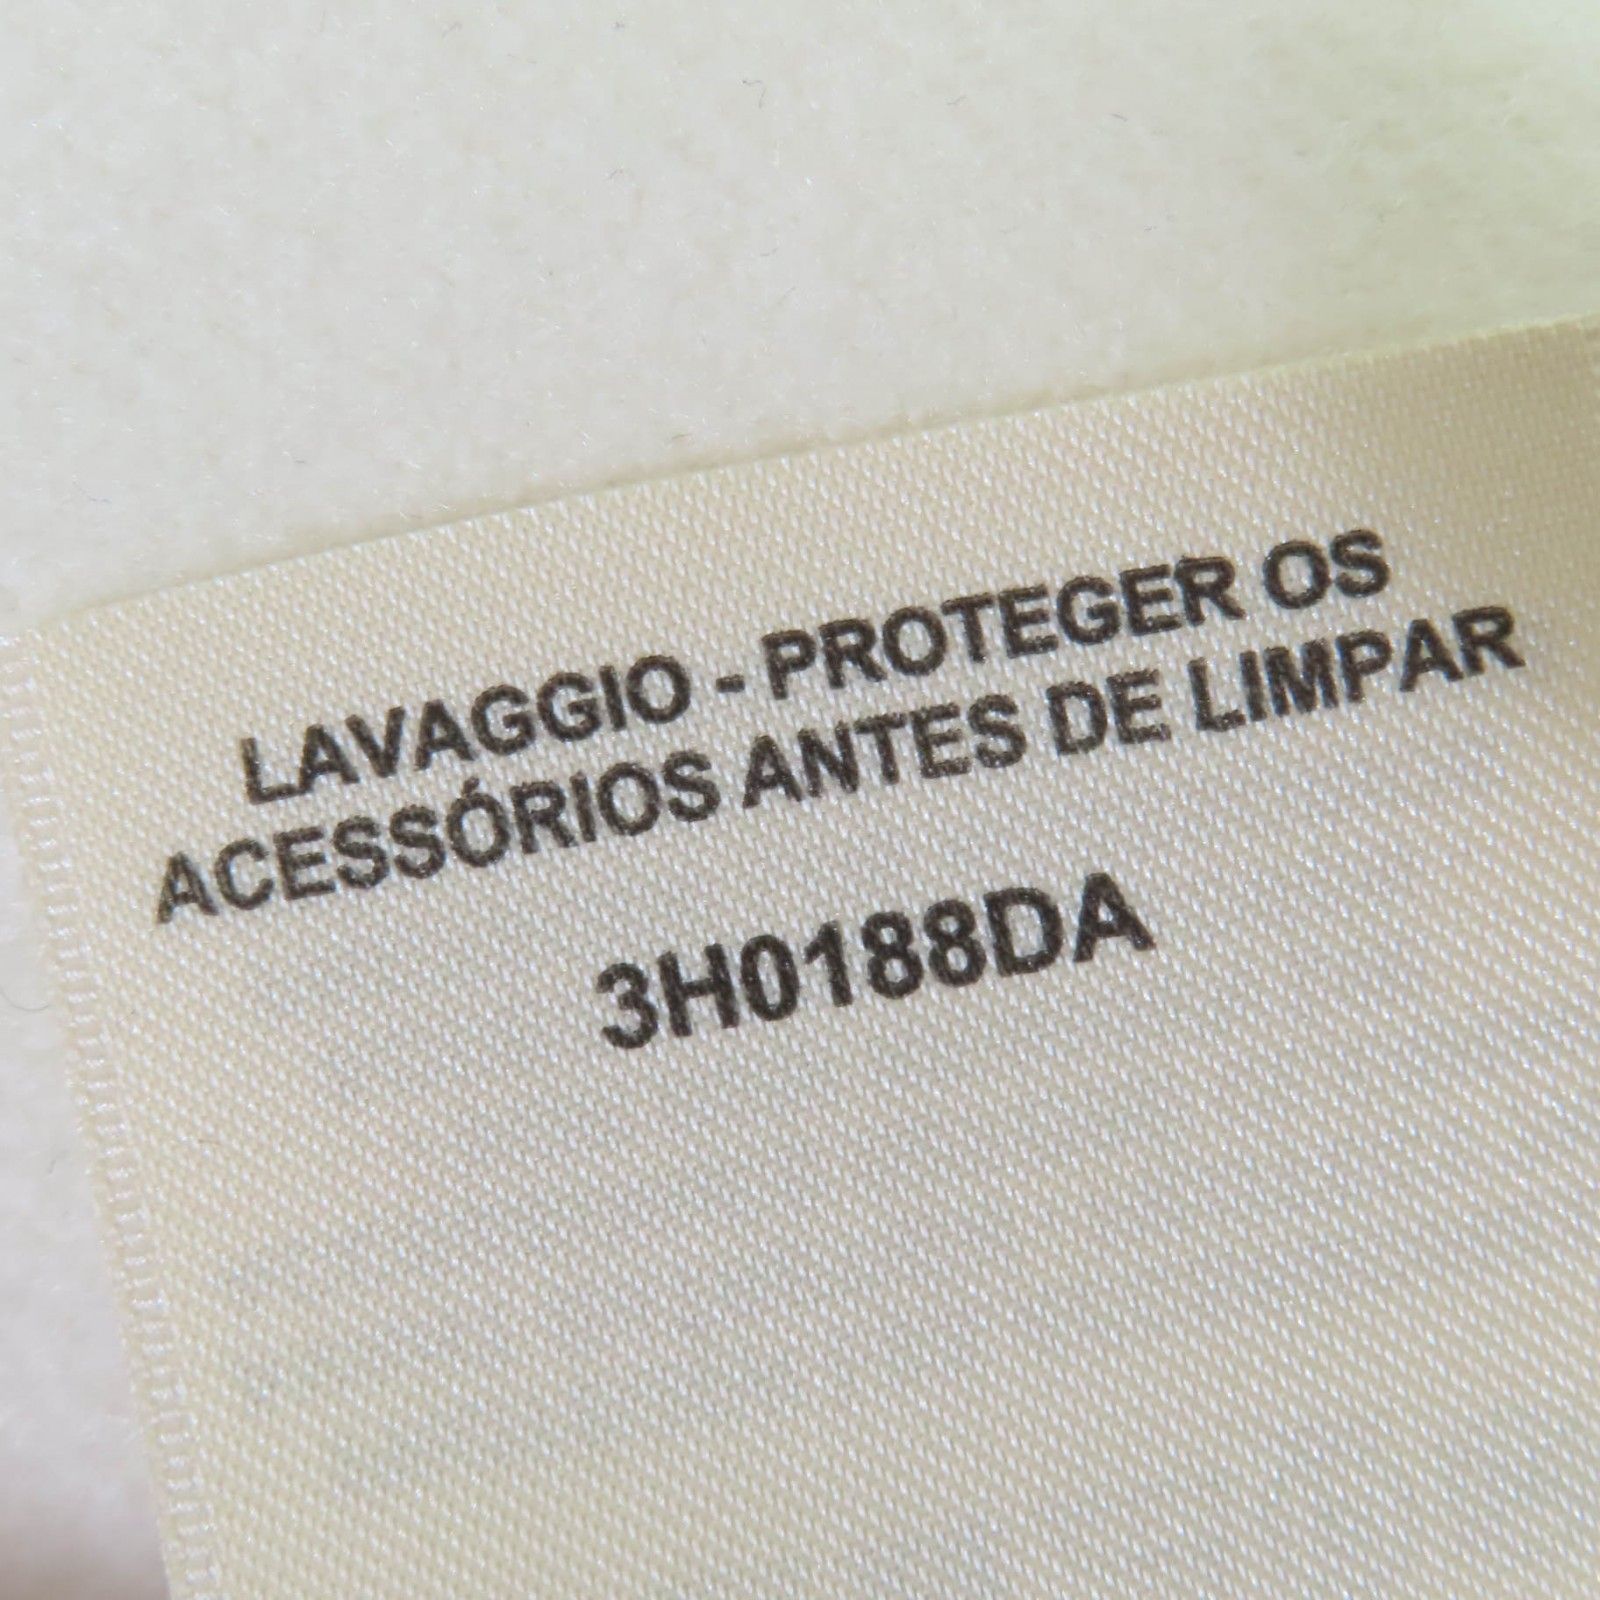 LAVAGGIO - PROTEGER OS
ACESSÓRIOS ANTES DE LIMPAR
3H0188DA